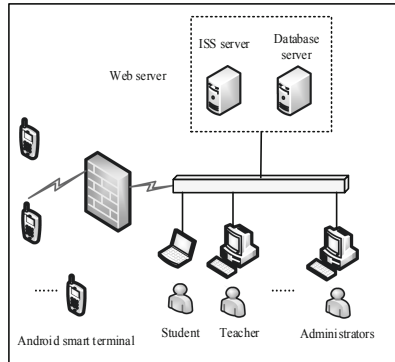 ISS server
Database
server
Web server
......
......
Android smart terminal
Student
Teacher
Administrators